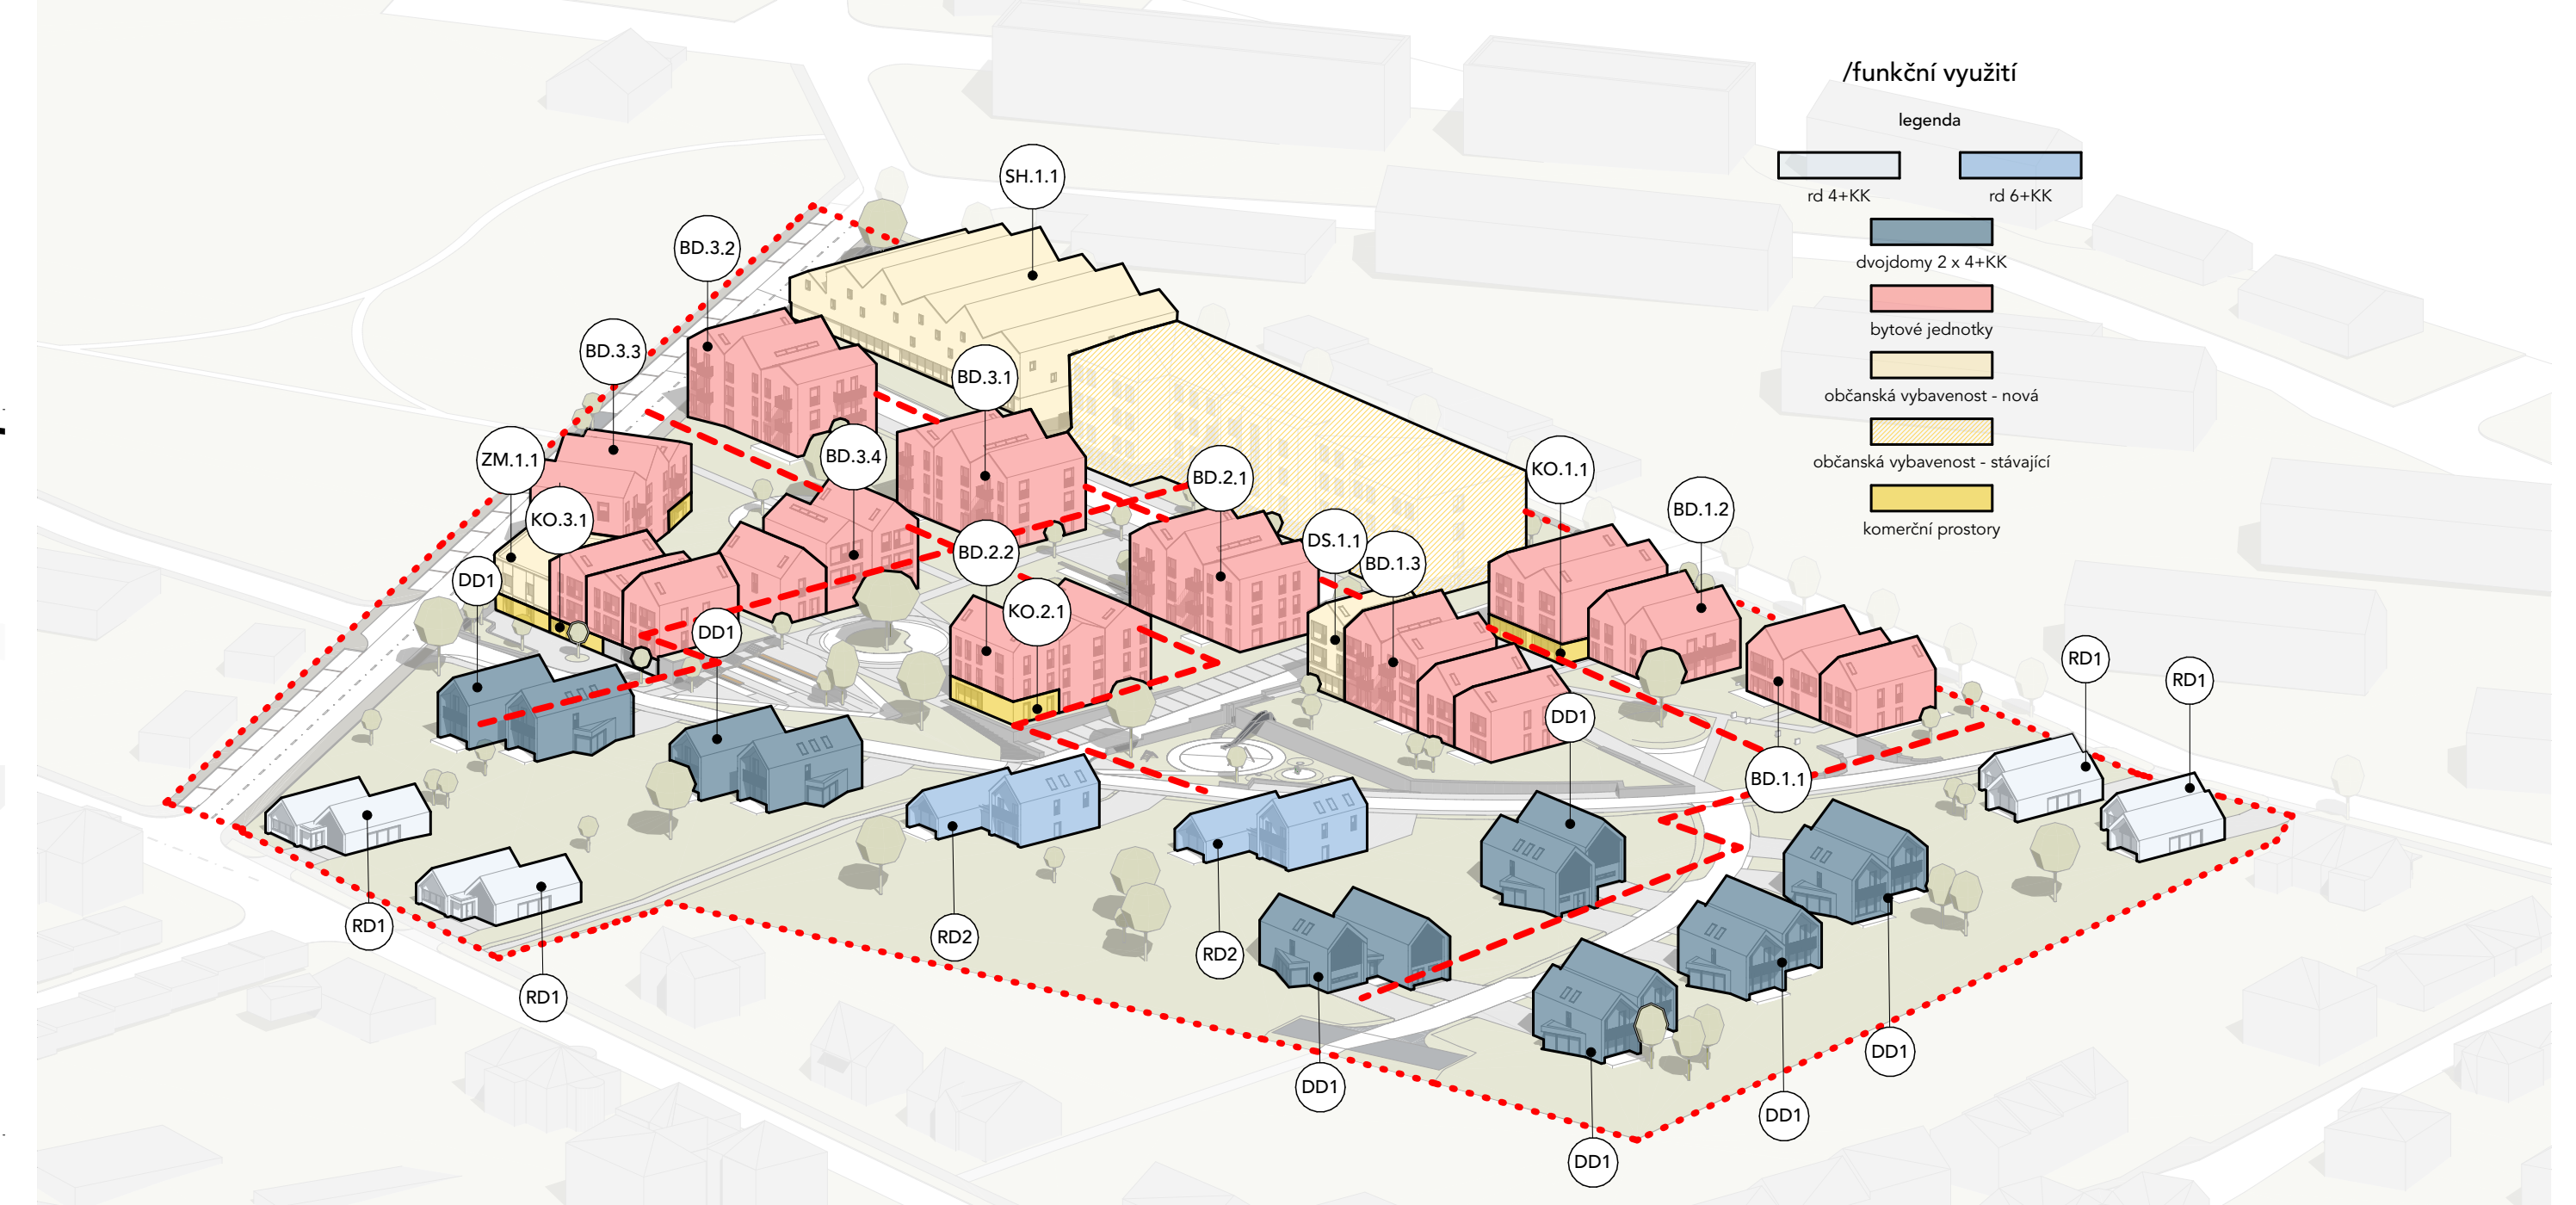 /funkční využití
legenda
rd 4+KK
rd 6+KK
dvojdomy 2 x 4+KK
bytové jednotky
občanská vybavenost - nová
občanská vybavenost - stávající
komerční prostory
SH.1.1
BD.3.2
BD.3.3
BD.3.1
ZM.1.1
BD.3.4
BD.2.1
KO.1.1
BD.1.2
KO.3.1
BD.2.2
DS.1.1
BD.1.3
DD1
KO.2.1
DD1
RD1
RD1
DD1
BD.1.1
RD1
RD2
RD2
RD1
DD1
DD1
DD1
DD1